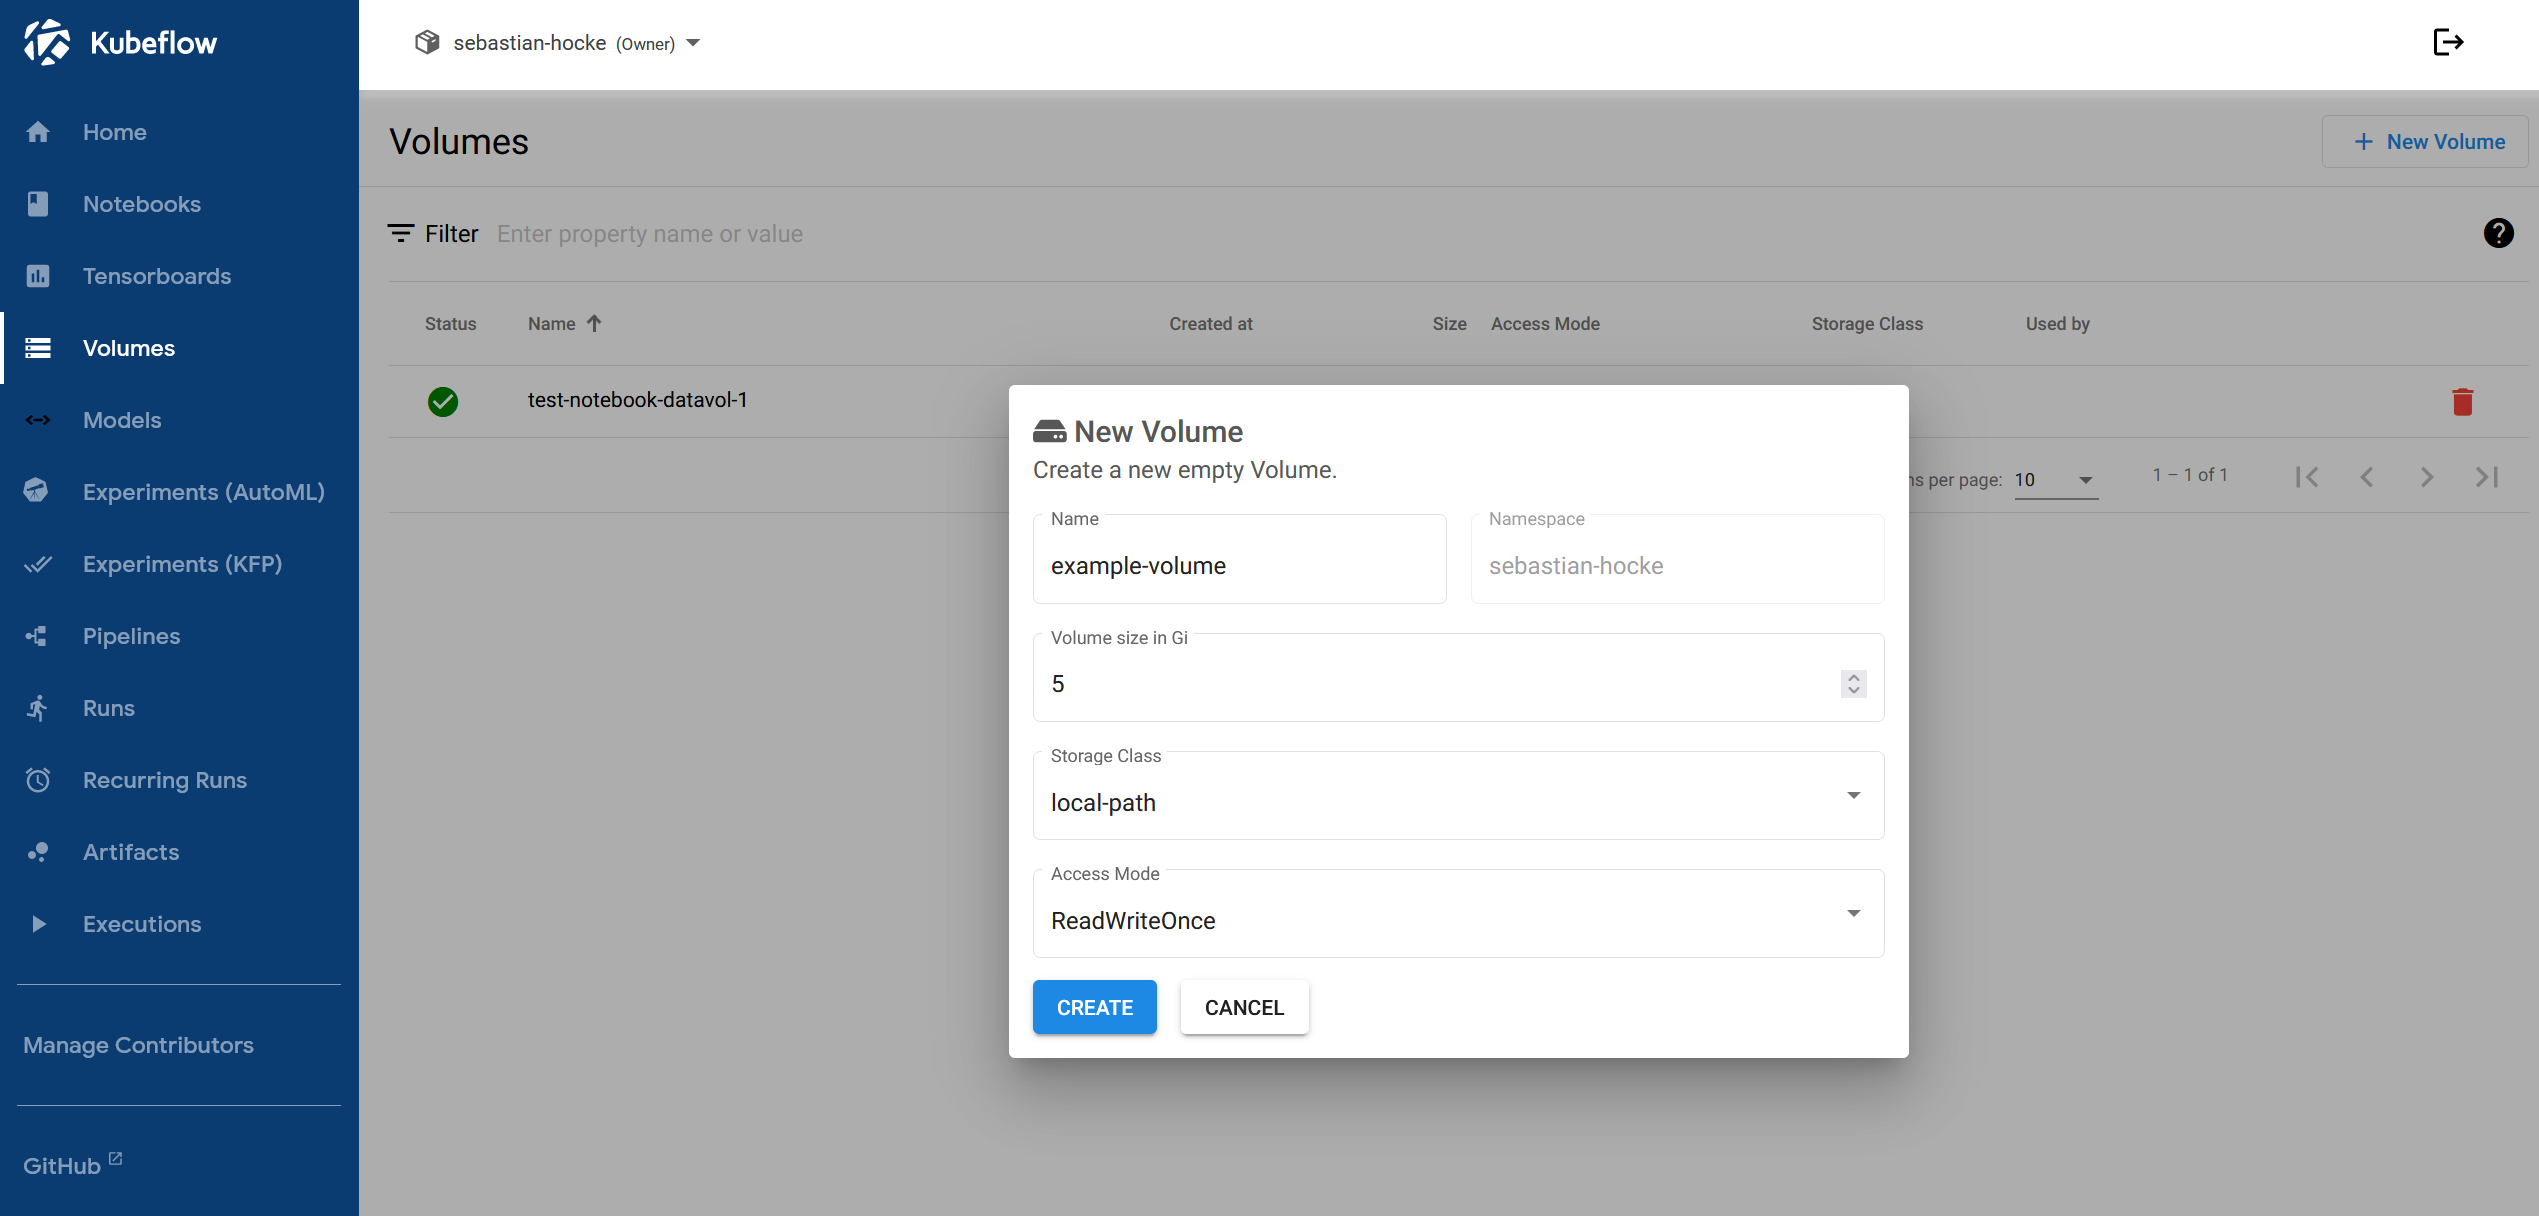 Kubeflow
sebastian-hocke (Owner)
Home
Notebooks
Tensorboards
Volumes
Models
Experiments (AutoML)
Experiments (KFP)
Pipelines
Runs
Recurring Runs
Artifacts
Executions
Manage Contributors
GitHub
Volumes
+ New Volume
Filter Enter property name or value
?
Status Name Created at Size Access Mode Storage Class Used by
test-notebook-datavol-1
per page: 10 1 – 1 of 1
New Volume
Create a new empty Volume.
Name
example-volume
Namespace
sebastian-hocke
Volume size in Gi
5
Storage Class
local-path
Access Mode
ReadWriteOnce
CREATE CANCEL